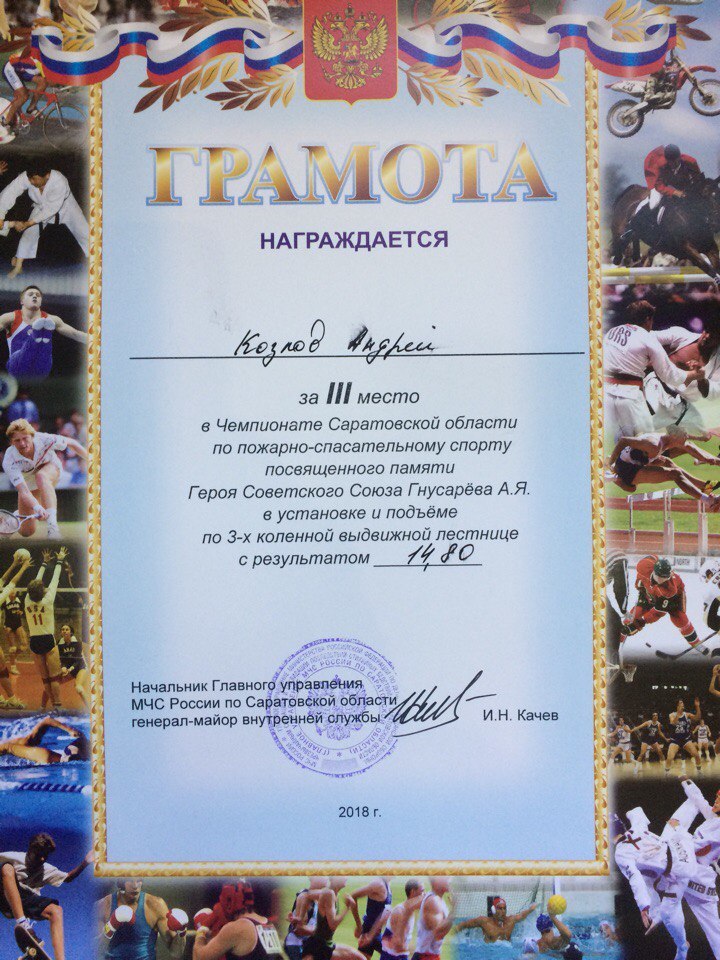 ГРАМОТА
НАГРАЖДАЕТСЯ
Козлов Андрей
за III место
в Чемпионате Саратовской области
по пожарно-спасательному спорту
посвященного памяти
Героя Советского Союза Гнусарёва А.Я.
в установке и подъёме
по 3-х коленной выдвижной лестнице
с результатом 14,80
Начальник Главного управления
МЧС России по Саратовской области
генерал-майор внутренней службы И.Н. Качев
2018 г.